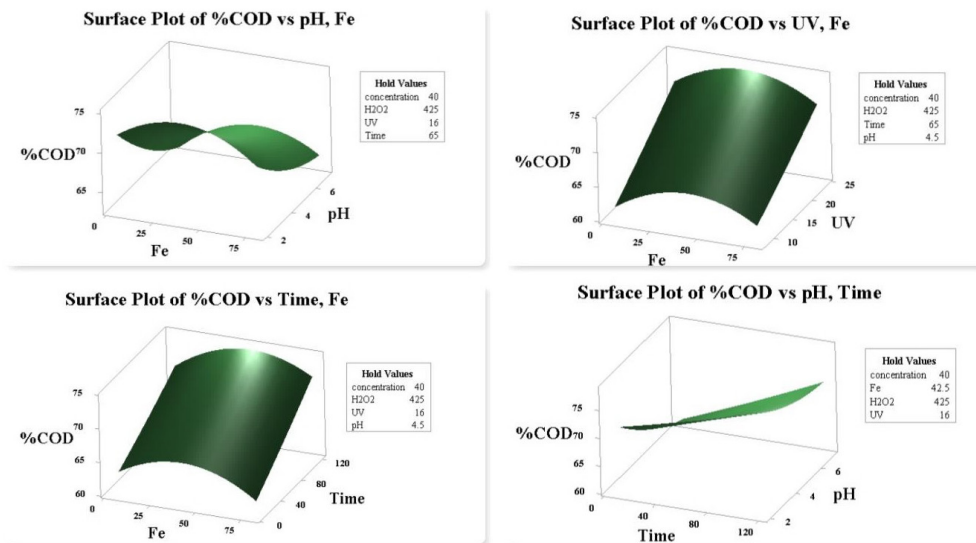 Surface Plot of %COD vs pH, Fe
Hold Values
concentration 40
H2O2 425
UV 16
Time 65
75
70
65
%COD
0
25
50
75
Fe
2
4
6
pH
Surface Plot of %COD vs UV, Fe
Hold Values
concentration 40
H2O2 425
Time 65
pH 4.5
75
70
65
60
%COD
0
25
50
75
Fe
10
15
20
25
UV
Surface Plot of %COD vs Time, Fe
Hold Values
concentration 40
H2O2 425
UV 16
pH 4.5
75
70
65
60
%COD
0
25
50
75
Fe
0
40
80
120
Time
Surface Plot of %COD vs pH, Time
Hold Values
concentration 40
Fe 42.5
H2O2 425
UV 16
75
70
65
60
%COD
0
40
80
120
Time
2
4
6
pH